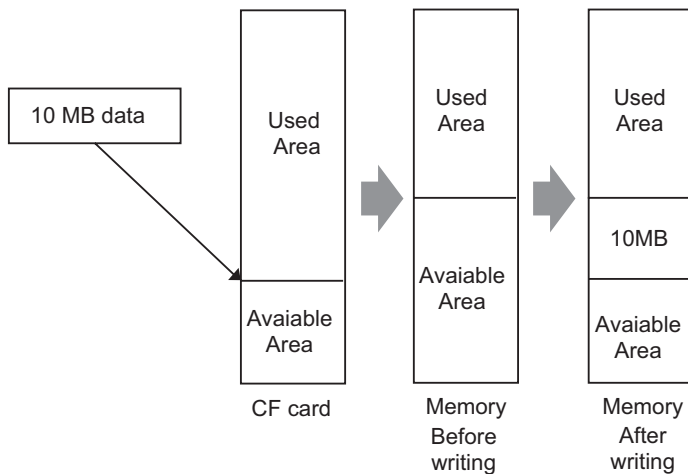 10 MB data
Used
Area
Avaiable
Area
CF card
Used
Area
Avaiable
Area
Memory
Before
writing
Used
Area
10MB
Avaiable
Area
Memory
After
writing